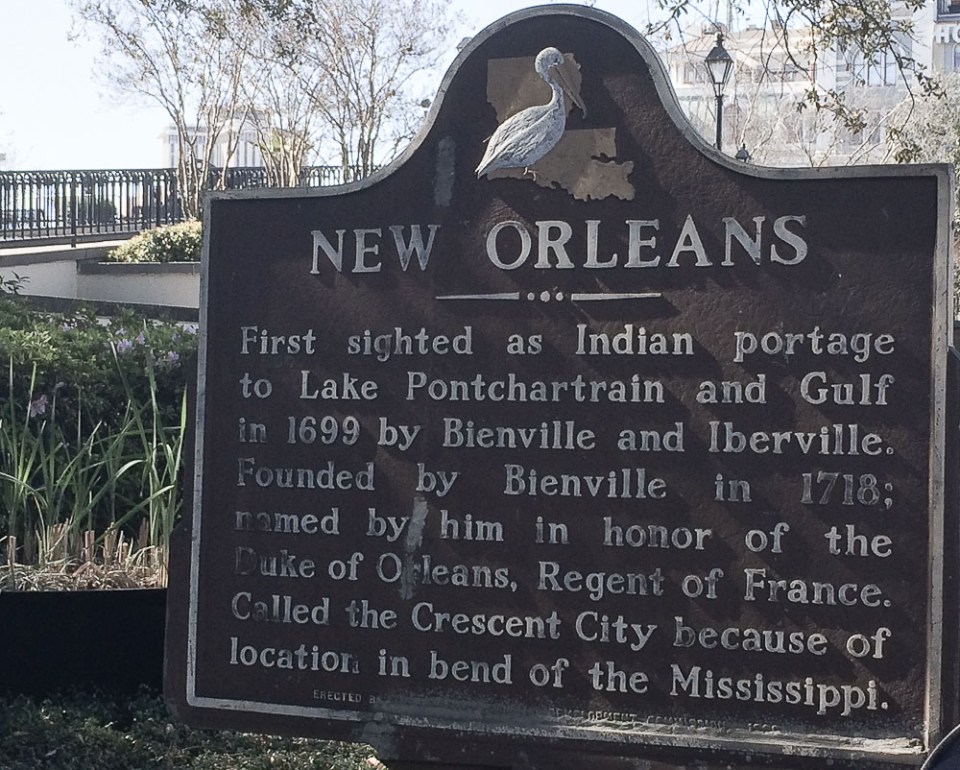 NEW ORLEANS
First sighted as Indian portage
to Lake Pontchartrain and Gulf
in 1699 by Bienville and Iberville.
Founded by Bienville in 1718;
named by him in honor of the
Duke of Orleans, Regent of France.
Called the Crescent City because of
location in bend of the Mississippi.
ERECTED